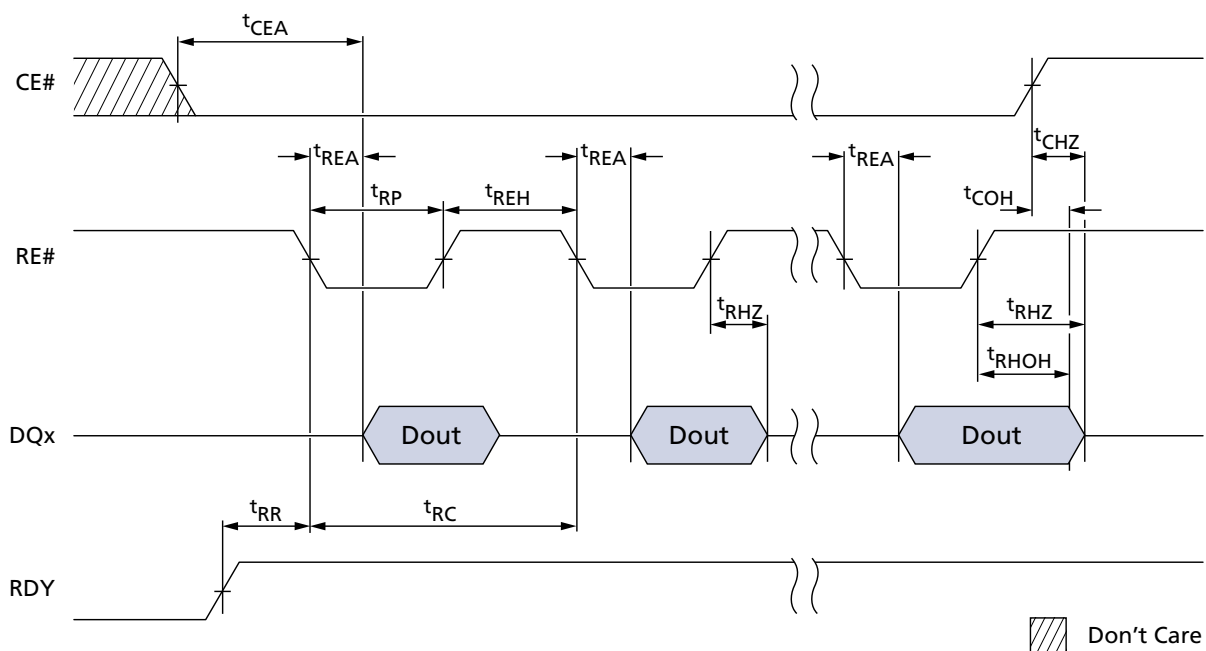 tCEA
CE#
tCHZ
tREA tREA tREA
tRP tREH tCOH
RE#
tRHZ tRHZ
tRHOH
DQx Dout Dout Dout
tRR tRC
RDY
Don't Care